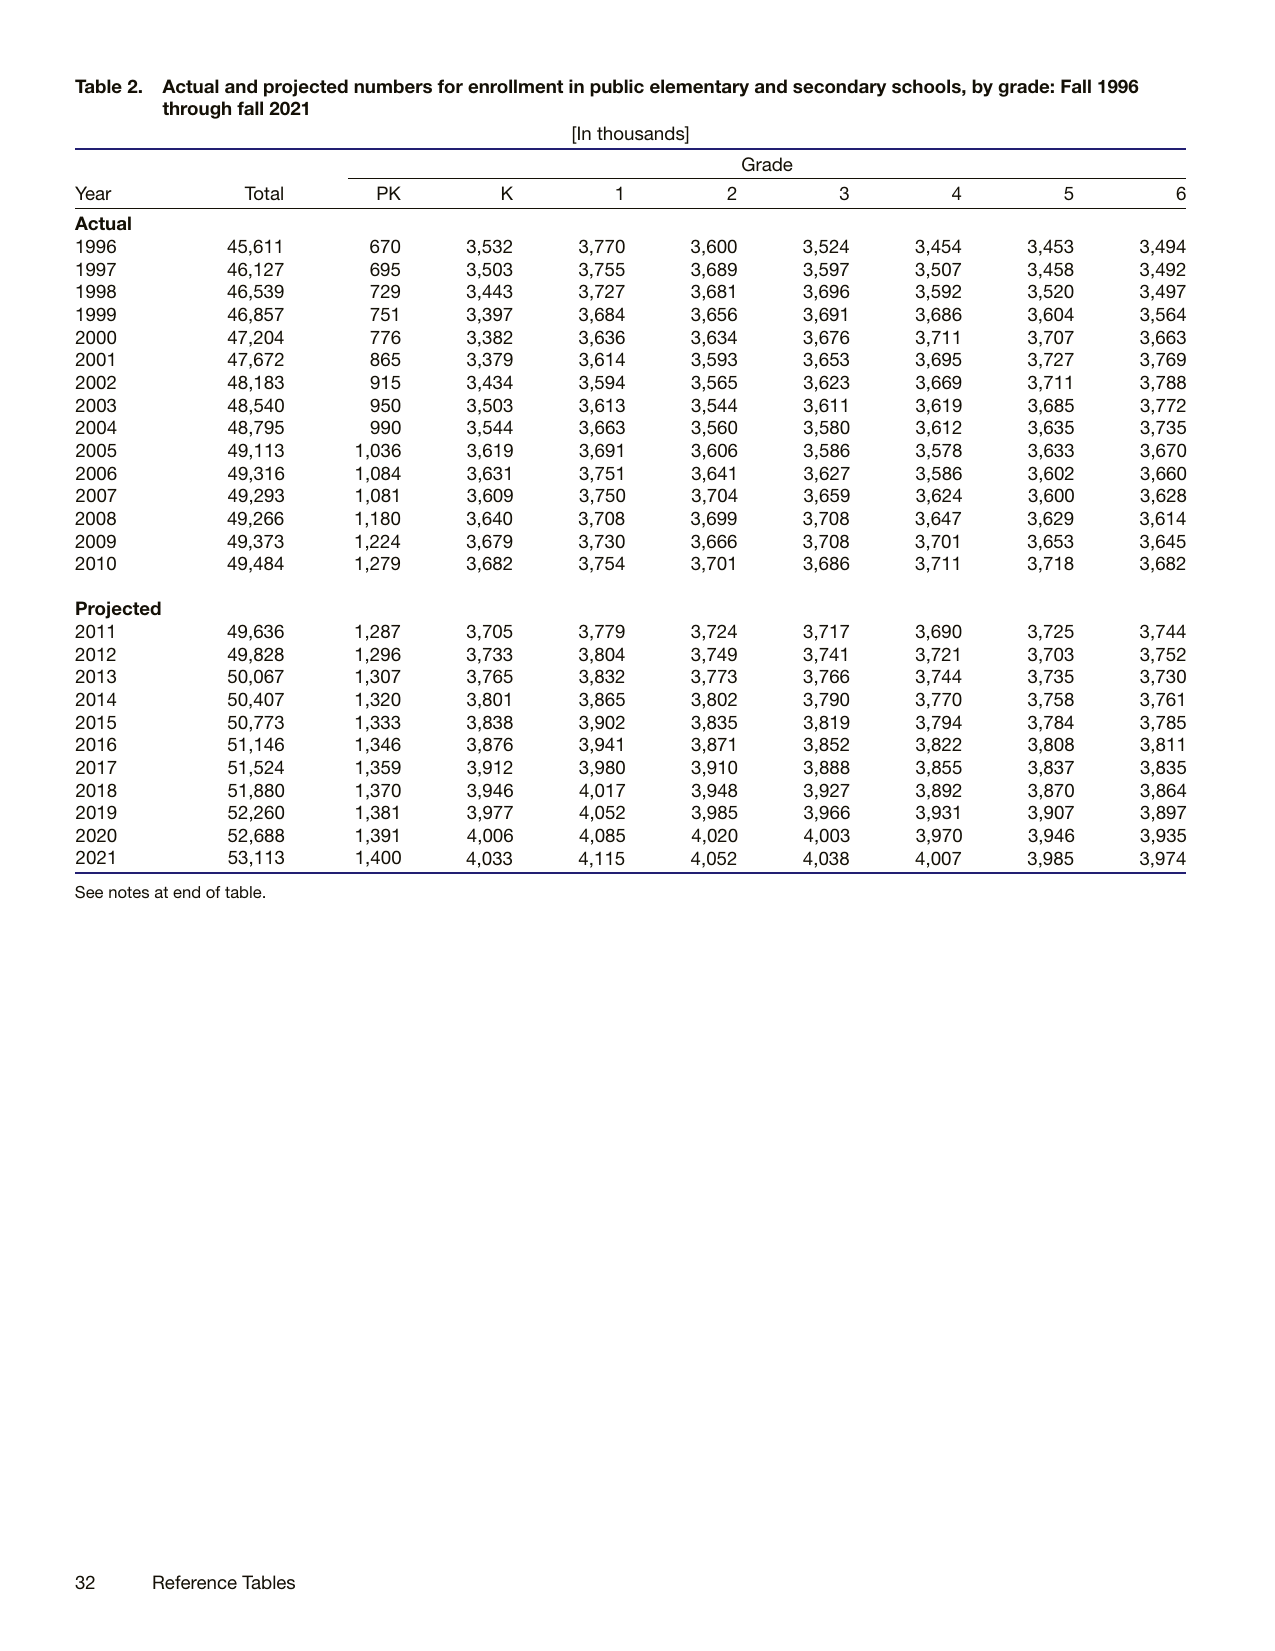 Table 2. Actual and projected numbers for enrollment in public elementary and secondary schools, by grade: Fall 1996
through fall 2021
[In thousands]
Grade
Year Total PK K 1 2 3 4 5 6
Actual
1996 45,611 670 3,532 3,770 3,600 3,524 3,454 3,453 3,494
1997 46,127 695 3,503 3,755 3,689 3,597 3,507 3,458 3,492
1998 46,539 729 3,443 3,727 3,681 3,696 3,592 3,520 3,497
1999 46,857 751 3,397 3,684 3,656 3,691 3,686 3,604 3,564
2000 47,204 776 3,382 3,636 3,634 3,676 3,711 3,707 3,663
2001 47,672 865 3,379 3,614 3,593 3,653 3,695 3,727 3,769
2002 48,183 915 3,434 3,594 3,565 3,623 3,669 3,711 3,788
2003 48,540 950 3,503 3,613 3,544 3,611 3,619 3,685 3,772
2004 48,795 990 3,544 3,663 3,560 3,580 3,612 3,635 3,735
2005 49,113 1,036 3,619 3,691 3,606 3,586 3,578 3,633 3,670
2006 49,316 1,084 3,631 3,751 3,641 3,627 3,586 3,602 3,660
2007 49,293 1,081 3,609 3,750 3,704 3,659 3,624 3,600 3,628
2008 49,266 1,180 3,640 3,708 3,699 3,708 3,647 3,629 3,614
2009 49,373 1,224 3,679 3,730 3,666 3,708 3,701 3,653 3,645
2010 49,484 1,279 3,682 3,754 3,701 3,686 3,711 3,718 3,682
Projected
2011 49,636 1,287 3,705 3,779 3,724 3,717 3,690 3,725 3,744
2012 49,828 1,296 3,733 3,804 3,749 3,741 3,721 3,703 3,752
2013 50,067 1,307 3,765 3,832 3,773 3,766 3,744 3,735 3,730
2014 50,407 1,320 3,801 3,865 3,802 3,790 3,770 3,758 3,761
2015 50,773 1,333 3,838 3,902 3,835 3,819 3,794 3,784 3,785
2016 51,146 1,346 3,876 3,941 3,871 3,852 3,822 3,808 3,811
2017 51,524 1,359 3,912 3,980 3,910 3,888 3,855 3,837 3,835
2018 51,880 1,370 3,946 4,017 3,948 3,927 3,892 3,870 3,864
2019 52,260 1,381 3,977 4,052 3,985 3,966 3,931 3,907 3,897
2020 52,688 1,391 4,006 4,085 4,020 4,003 3,970 3,946 3,935
2021 53,113 1,400 4,033 4,115 4,052 4,038 4,007 3,985 3,974
See notes at end of table.
32 Reference Tables